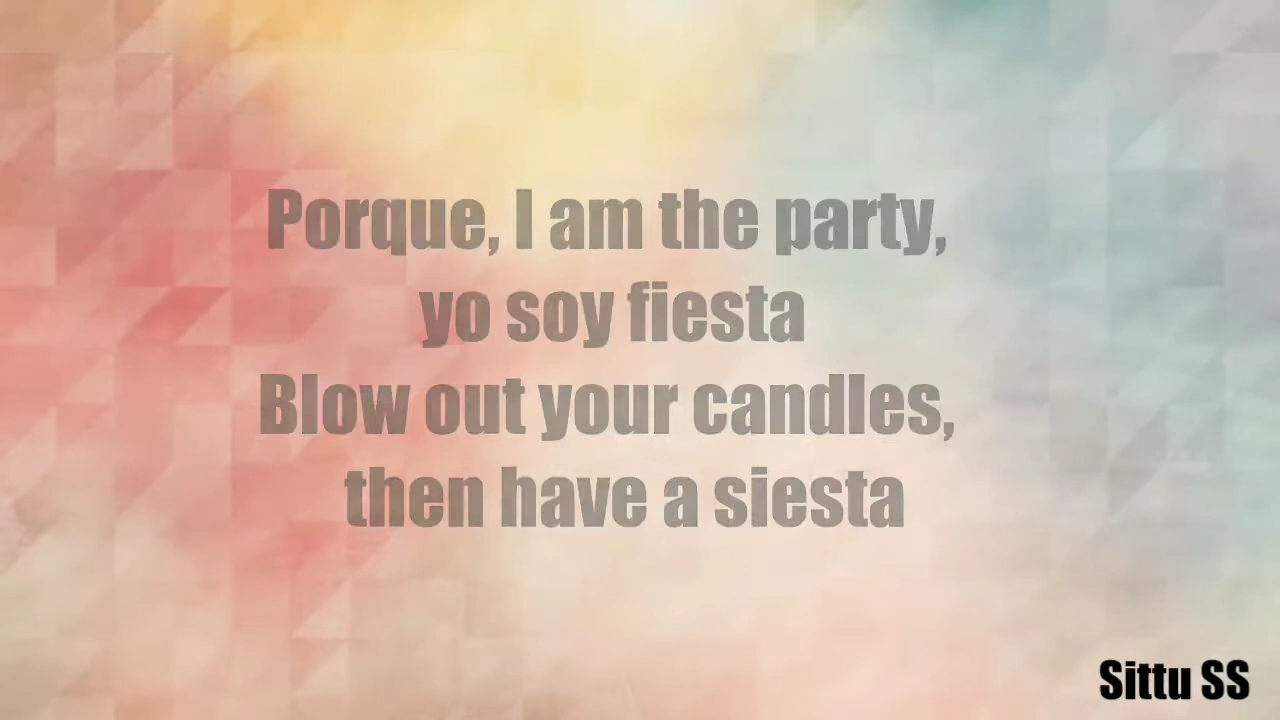 Porque, I am the party,
yo soy fiesta
Blow out your candles,
then have a siesta
Sittu SS